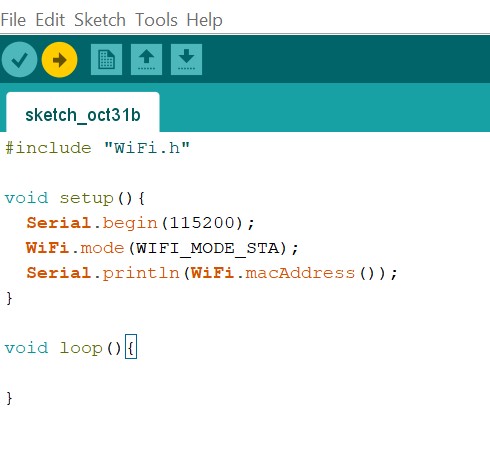 File Edit Sketch Tools Help
sketch_oct31b
#include "WiFi.h"
void setup(){
  Serial.begin(115200);
  WiFi.mode(WIFI_MODE_STA);
  Serial.println(WiFi.macAddress());
}
void loop(){
}